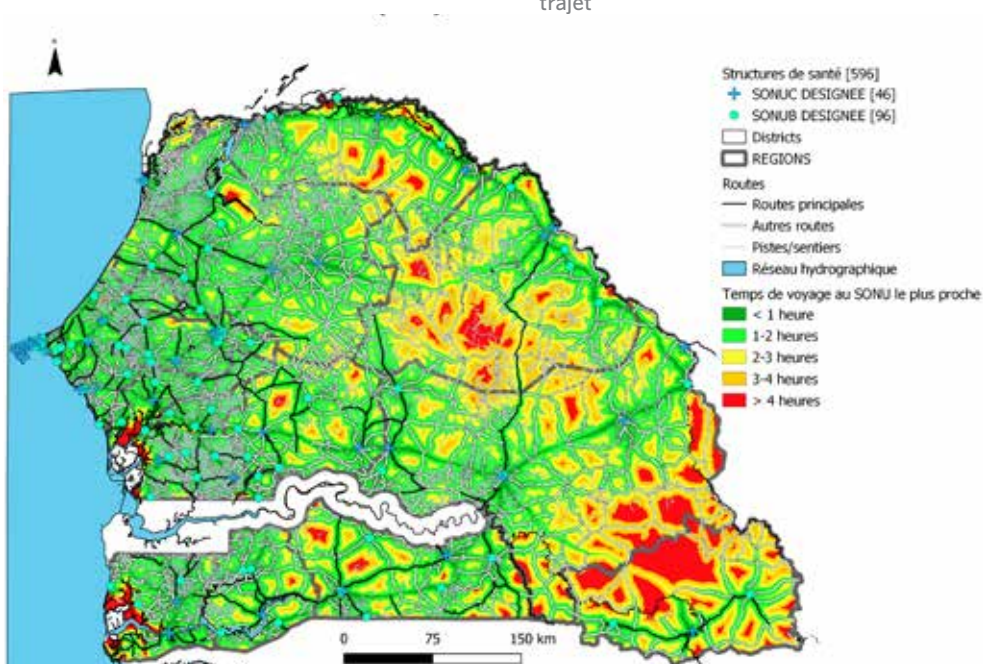 trajet
Structures de santé [596]
SONUC DESIGNEE [46]
SONUB DESIGNEE [96]
Districts
REGIONS
Routes
Routes principales
Autres routes
Pistes/sentiers
Réseau hydrographique
Temps de voyage au SONU le plus proche
< 1 heure
1-2 heures
2-3 heures
3-4 heures
> 4 heures
0 75 150 km